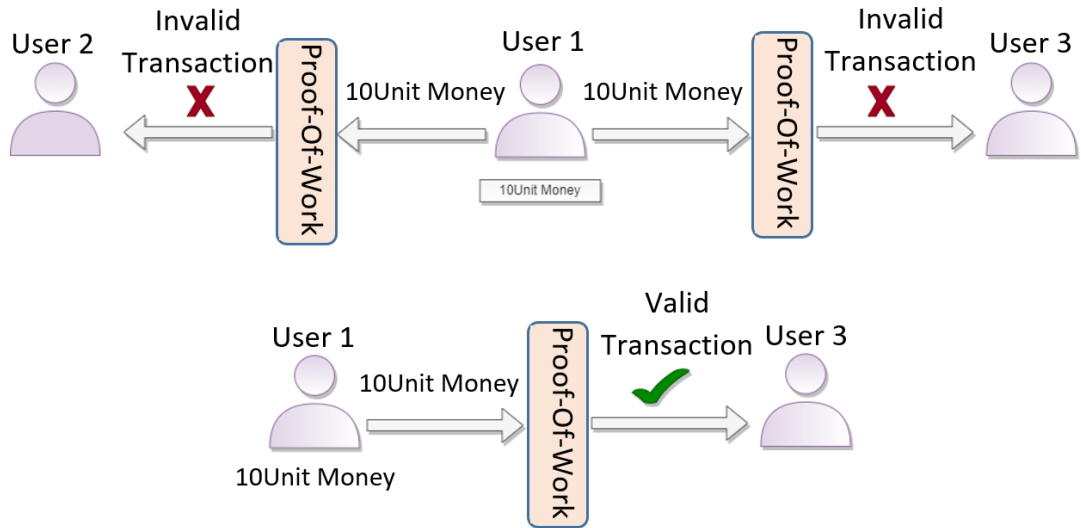 User 2
Invalid
Transaction
Proof-Of-Work
10Unit Money
User 1
10Unit Money
10Unit Money
Proof-Of-Work
Invalid
Transaction
User 3
User 1
10Unit Money
10Unit Money
Proof-Of-Work
Valid
Transaction
User 3